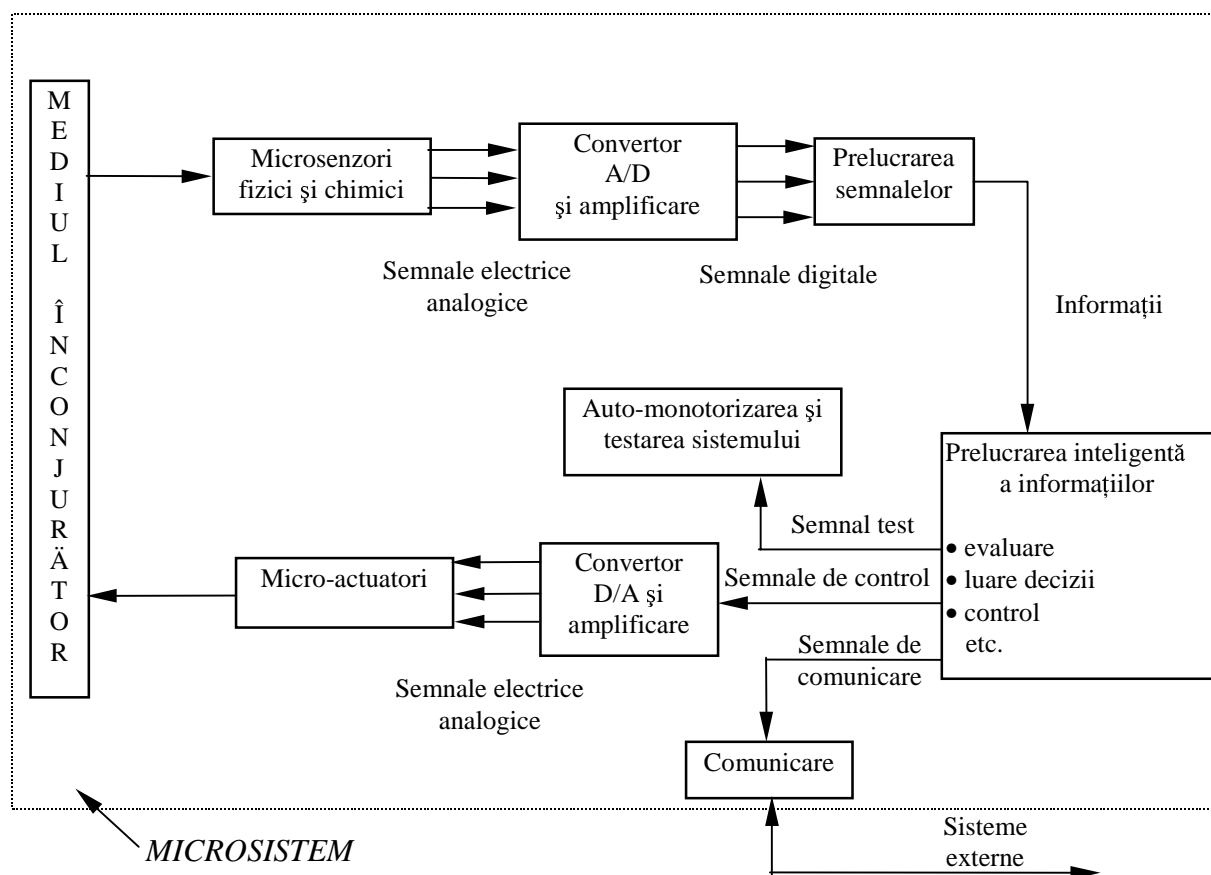 MEDIUL ÎNCONJURÄTOR
Microsenzori
fizici şi chimici
Convertor
A/D
şi amplificare
Prelucrarea
semnalelor
Semnale electrice
analogice
Semnale digitale
Informații
Auto-monotorizarea şi
testarea sistemului
Prelucrarea inteligentă
a informațiilor
• evaluare
• luare decizii
• control
etc.
Semnal test
Semnale de control
Semnale de
comunicare
Convertor
D/A şi
amplificare
Micro-actuatori
Semnale electrice
analogice
Comunicare
MICROSISTEM
Sisteme
externe